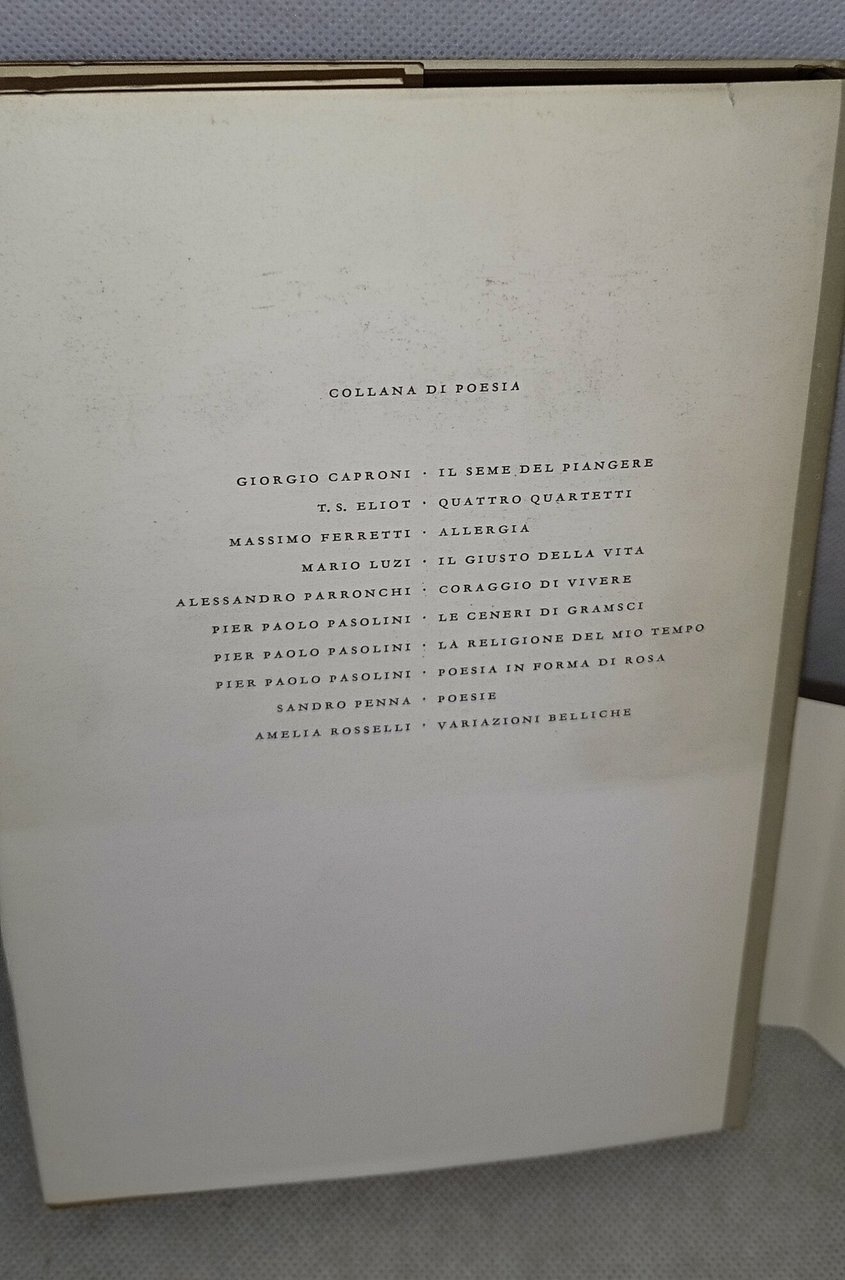 COLLANA DI POESIA
GIORGIO CAPRONI · IL SEME DEL PIANGERE
T. S. ELIOT · QUATTRO QUARTETTI
MASSIMO FERRETTI · ALLERGIA
MARIO LUZI · IL GIUSTO DELLA VITA
ALESSANDRO PARRONCHI · CORAGGIO DI VIVERE
PIER PAOLO PASOLINI · LE CENERI DI GRAMSCI
PIER PAOLO PASOLINI · LA RELIGIONE DEL MIO TEMPO
PIER PAOLO PASOLINI · POESIA IN FORMA DI ROSA
SANDRO PENNA · POESIE
AMELIA ROSSELLI · VARIAZIONI BELLICHE